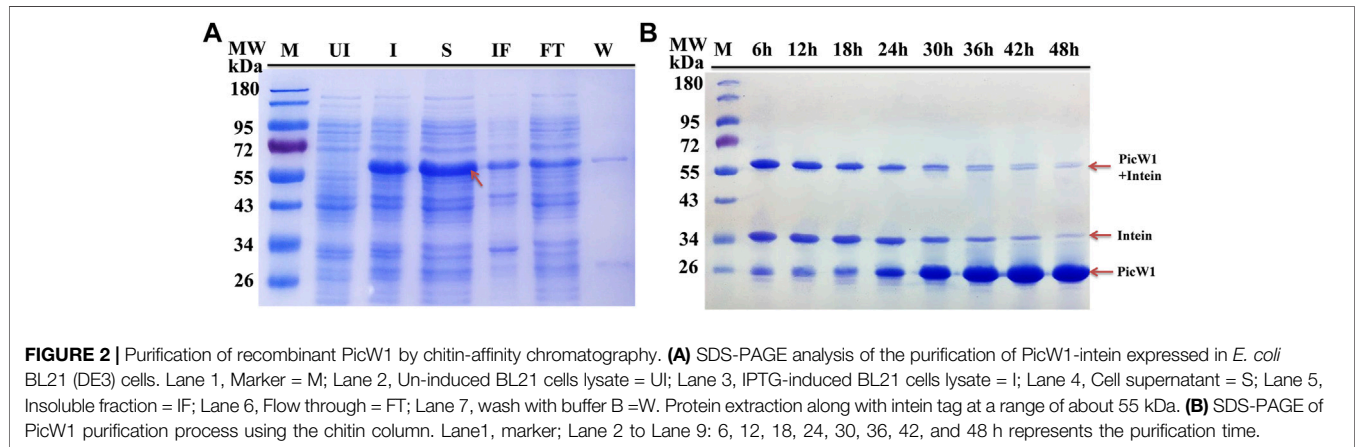 A
MW M UI I S IF FT W
kDa
180
95
72
55
43
34
26
B
MW M 6h 12h 18h 24h 30h 36h 42h 48h
kDa
180
95
72
55
43
34
26
PicW1
+Intein
Intein
PicW1
FIGURE 2 | Purification of recombinant PicW1 by chitin-affinity chromatography. (A) SDS-PAGE analysis of the purification of PicW1-intein expressed in E. coli
BL21 (DE3) cells. Lane 1, Marker = M; Lane 2, Un-induced BL21 cells lysate = UI; Lane 3, IPTG-induced BL21 cells lysate = I; Lane 4, Cell supernatant = S; Lane 5,
Insoluble fraction = IF; Lane 6, Flow through = FT; Lane 7, wash with buffer B =W. Protein extraction along with intein tag at a range of about 55 kDa. (B) SDS-PAGE of
PicW1 purification process using the chitin column. Lane1, marker; Lane 2 to Lane 9: 6, 12, 18, 24, 30, 36, 42, and 48 h represents the purification time.